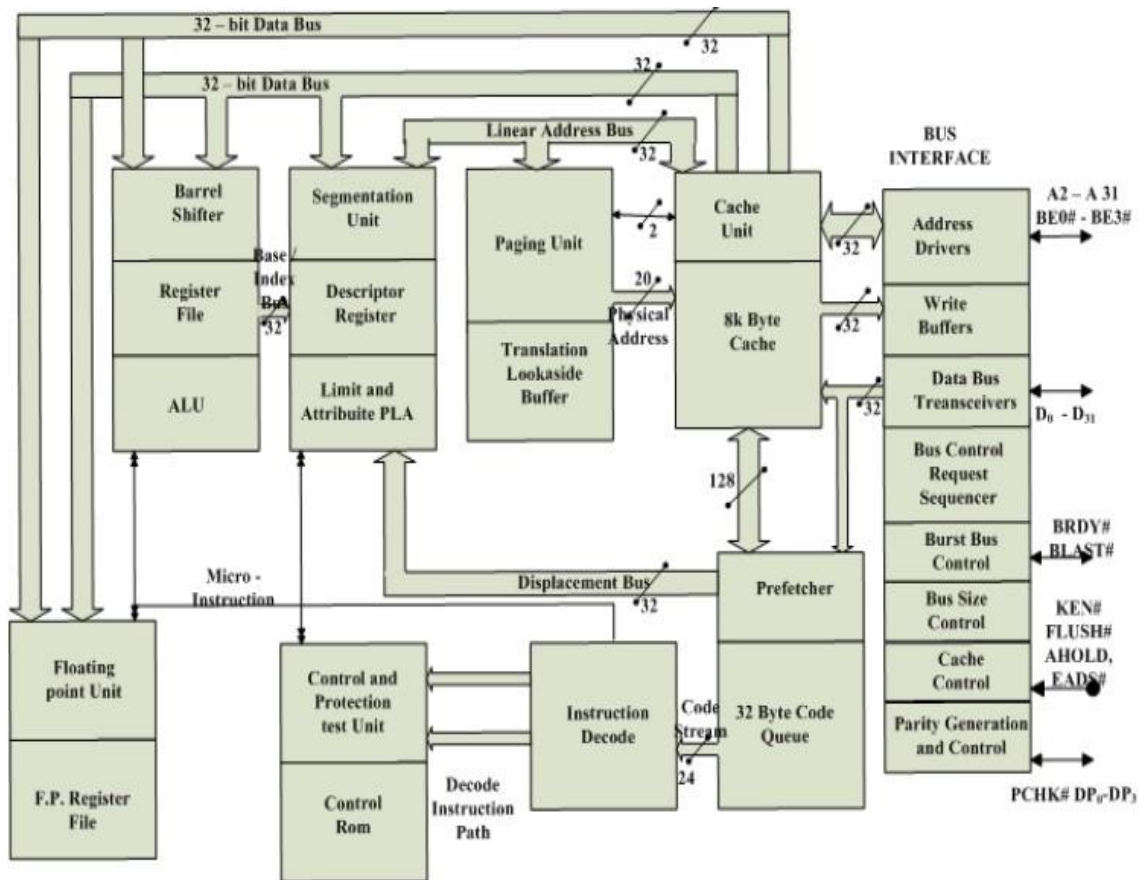 32 – bit Data Bus
32
32 – bit Data Bus
32
Linear Address Bus
32
BUS
INTERFACE
Barrel
Shifter
Segmentation
Unit
Paging Unit
2
Cache
Unit
32
Address
Drivers
A2 – A 31
BE0# - BE3#
Base /
Index
Bus
32
Register
File
Descriptor
Register
20
Physical
Address
8k Byte
Cache
32
Write
Buffers
ALU
Limit and
Attribuite PLA
Translation
Lookaside
Buffer
32
Data Bus
Treansceivers
D0 - D31
128
Bus Control
Request
Sequencer
Burst Bus
Control
BRDY#
BLAST#
Micro -
Instruction
Displacement Bus
32
Prefetcher
Bus Size
Control
KEN#
FLUSH#
AHOLD,
EADS#
Floating
point Unit
Control and
Protection
test Unit
Instruction
Decode
Code
Stream
24
32 Byte Code
Queue
Cache
Control
Parity Generation
and Control
F.P. Register
File
Control
Rom
Decode
Instruction
Path
PCHK# DP0-DP3